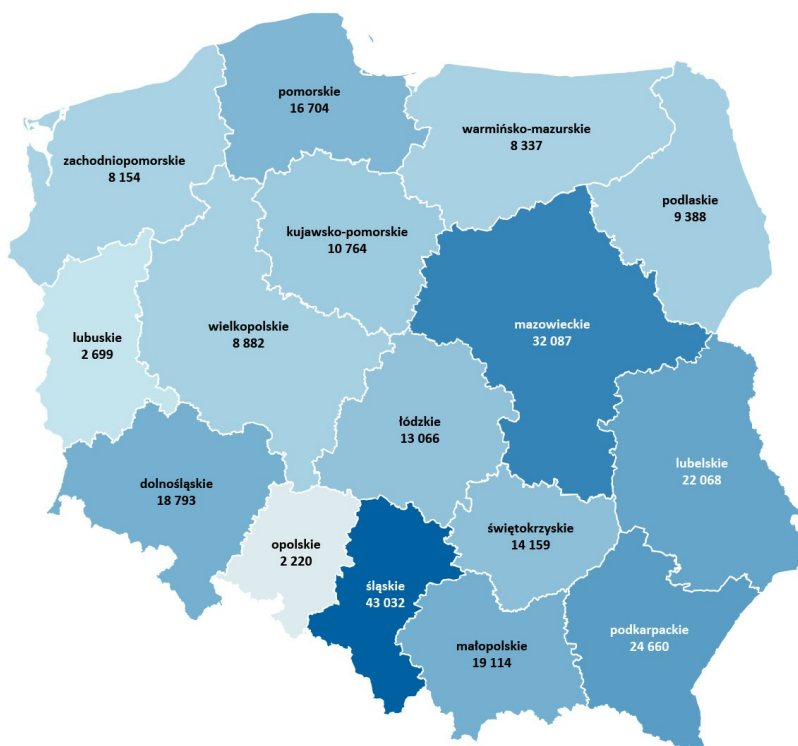 pomorskie
16 704
warmińsko-mazurskie
8 337
zachodniopomorskie
8 154
podlaskie
9 388
kujawsko-pomorskie
10 764
mazowieckie
32 087
lubuskie
2 699
wielkopolskie
8 882
łódzkie
13 066
lubelskie
22 068
dolnośląskie
18 793
świętokrzyskie
14 159
opolskie
2 220
śląskie
43 032
podkarpackie
24 660
małopolskie
19 114